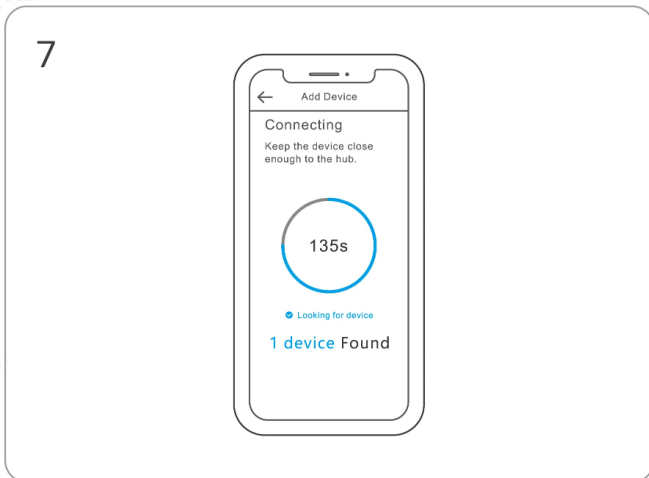 7
Add Device
Connecting
Keep the device close
enough to the hub.
135s
Looking for device
1 device Found